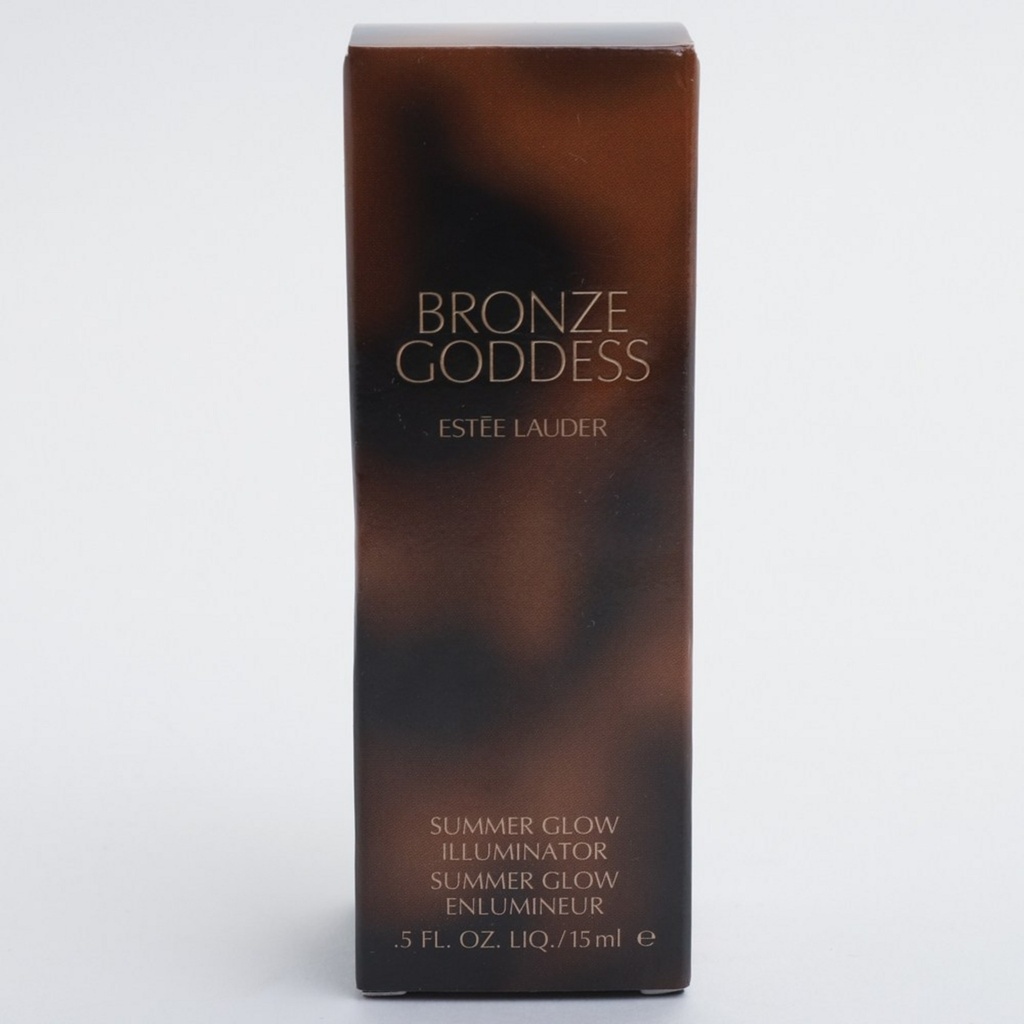 BRONZE
GODDESS
ESTĒE LAUDER
SUMMER GLOW
ILLUMINATOR
SUMMER GLOW
ENLUMINEUR
.5 FL. OZ. LIQ./15 ml ℮